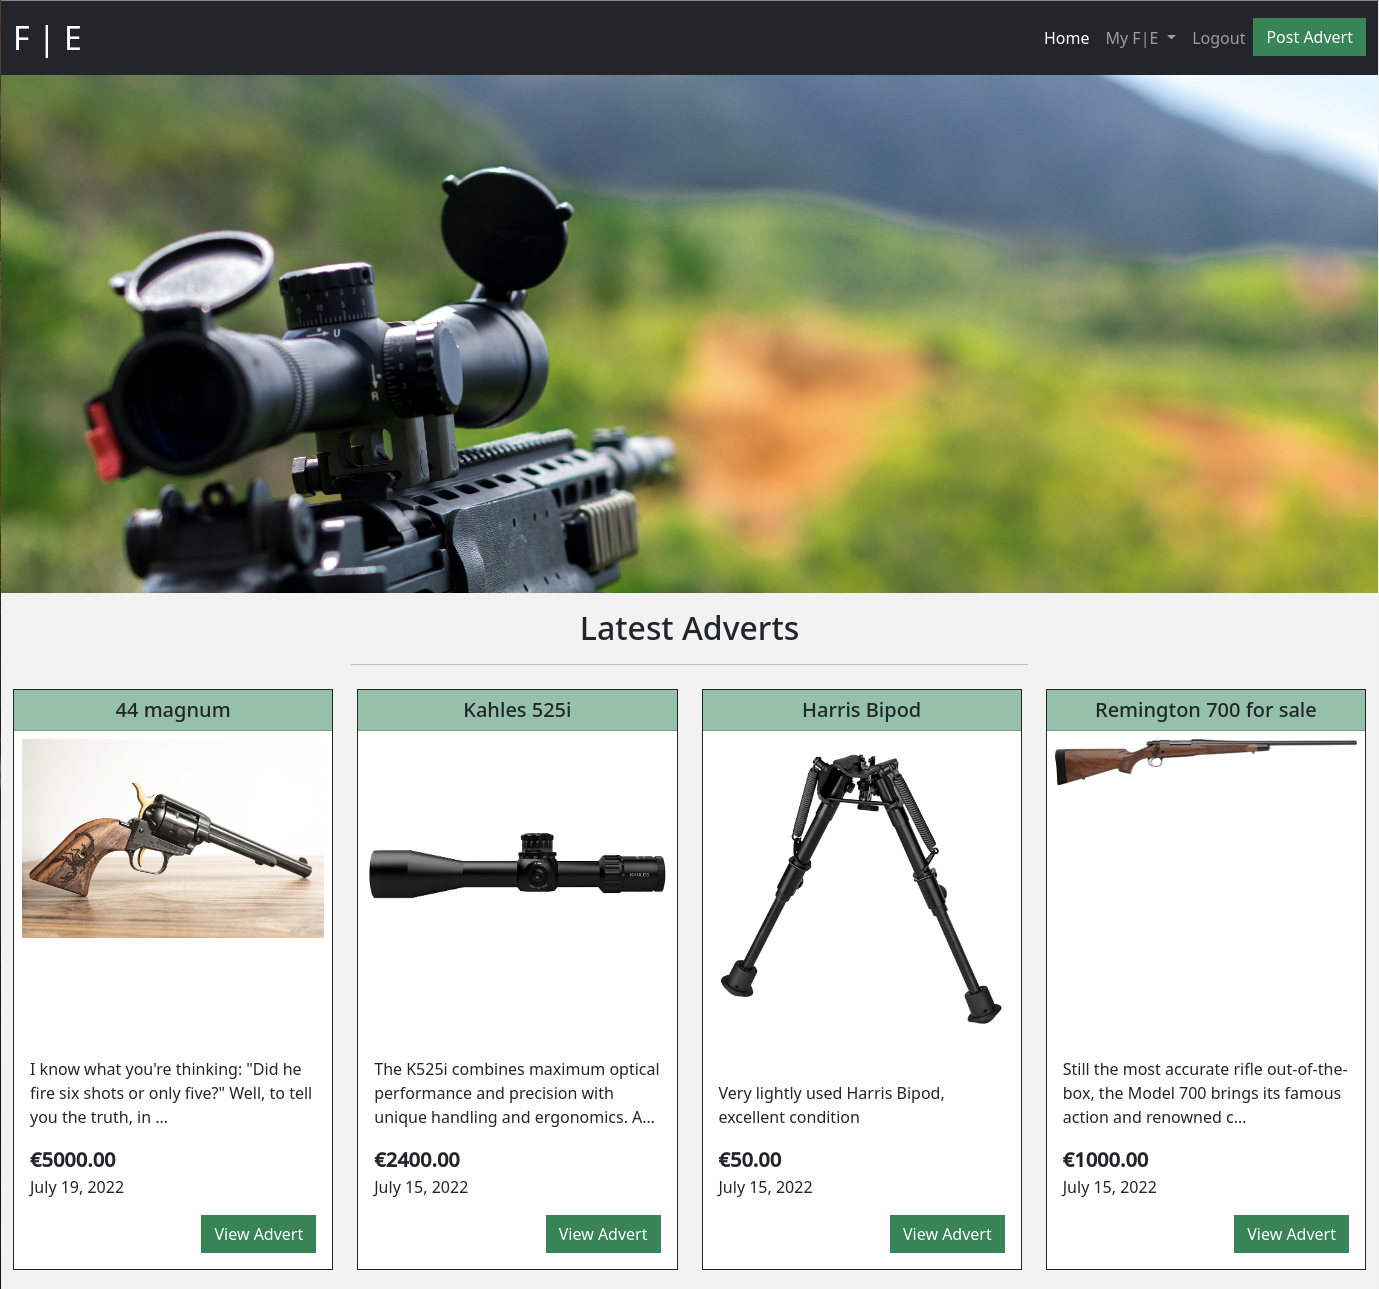 F | E
Home My F|E Logout Post Advert
U
R
Latest Adverts
44 magnum
Kahles 525i
Harris Bipod
Remington 700 for sale
KAHLES
I know what you're thinking: "Did he
fire six shots or only five?" Well, to tell
you the truth, in ...
€5000.00
July 19, 2022
View Advert
The K525i combines maximum optical
performance and precision with
unique handling and ergonomics. A...
€2400.00
July 15, 2022
View Advert
Very lightly used Harris Bipod,
excellent condition
€50.00
July 15, 2022
View Advert
Still the most accurate rifle out-of-the-
box, the Model 700 brings its famous
action and renowned c...
€1000.00
July 15, 2022
View Advert